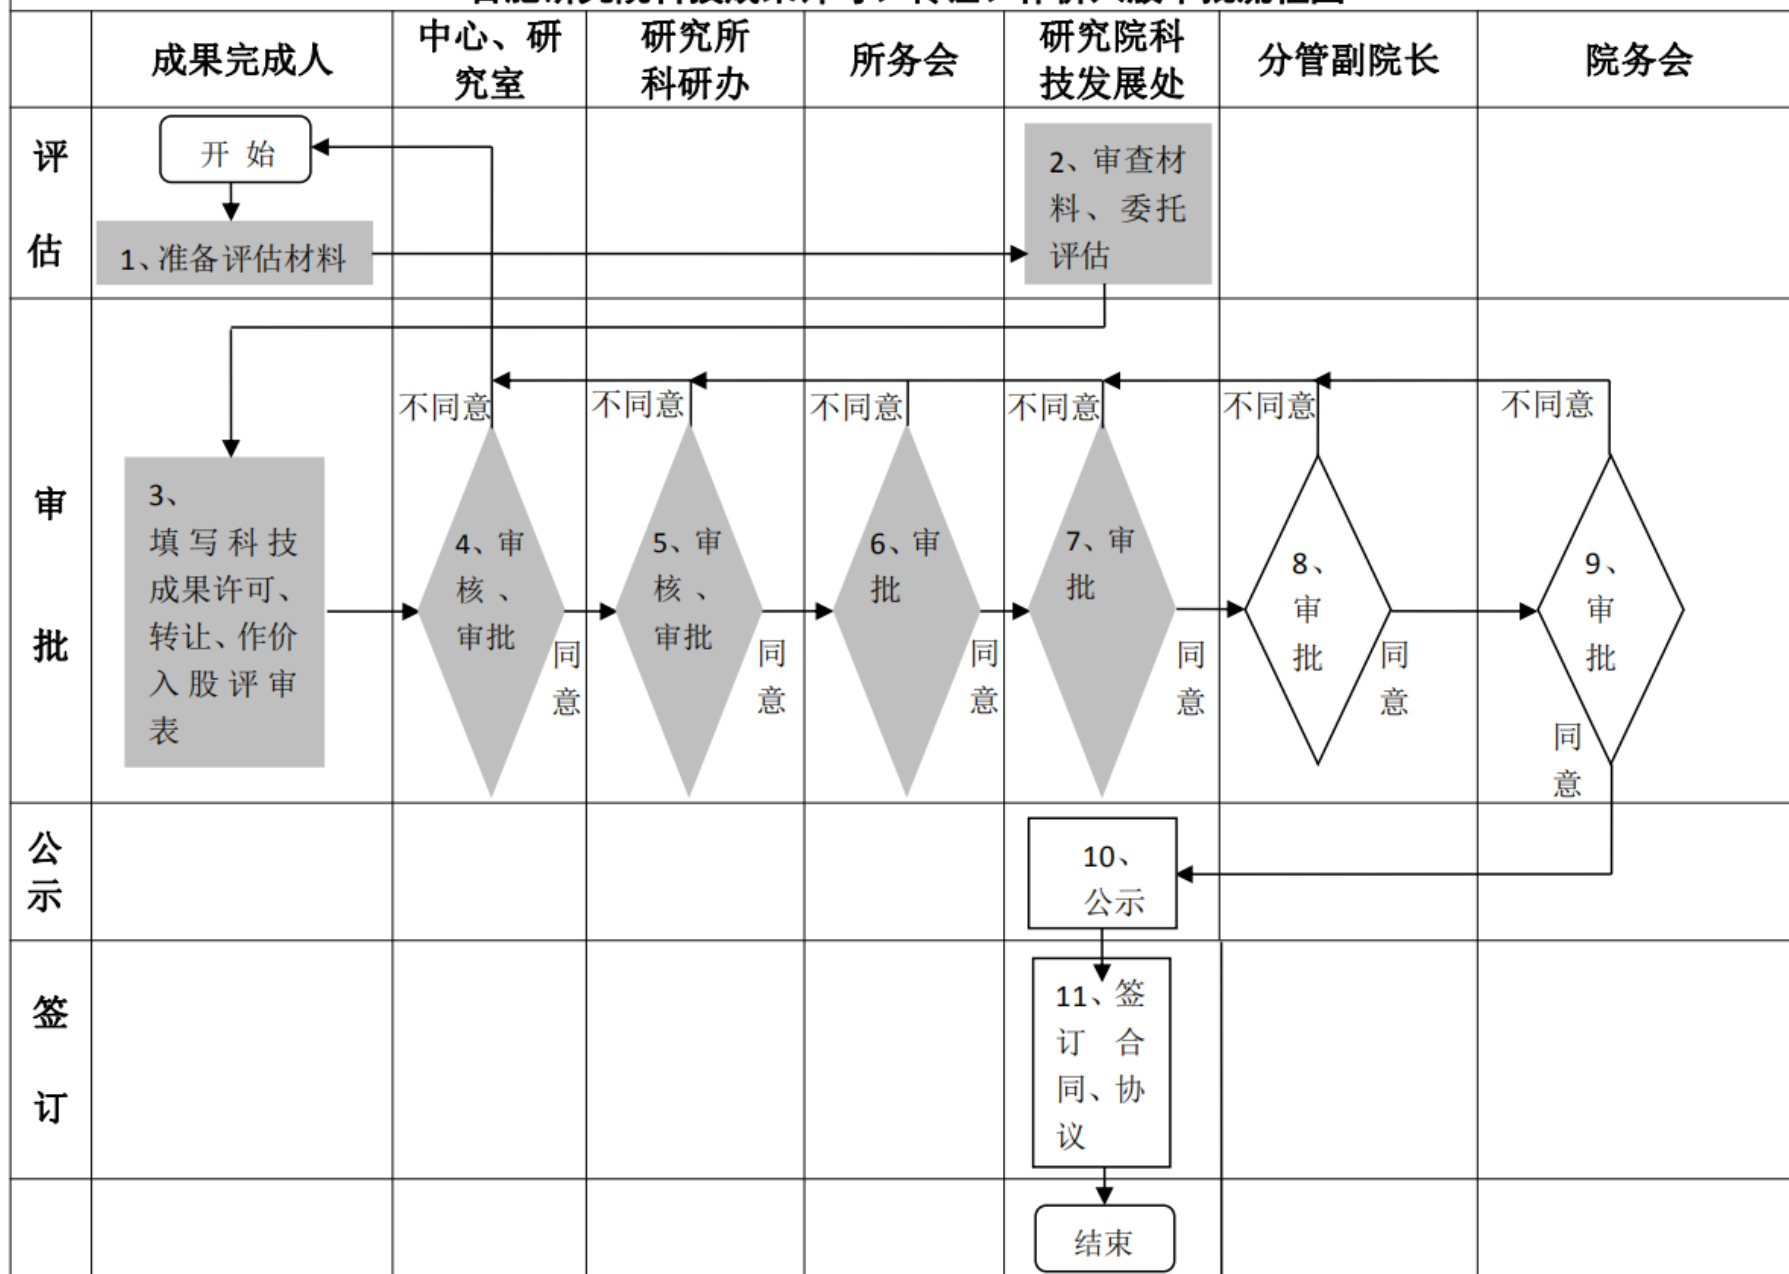 成果完成人
中心、研
究室
研究所
科研办
所务会
研究院科
技发展处
分管副院长
院务会
评
估
开 始
1、准备评估材料
2、审查材
料、委托
评估
审
批
不同意
不同意
不同意
不同意
不同意
不同意
3、
填写科技
成果许可、
转让、作价
入股评审
表
4、审
核、
审批
同
意
5、审
核、
审批
同
意
6、审
批
同
意
7、审
批
同
意
8、
审
批
同
意
9、
审
批
同
意
公
示
10、
公示
签
订
11、签
订 合
同、协
议
结束